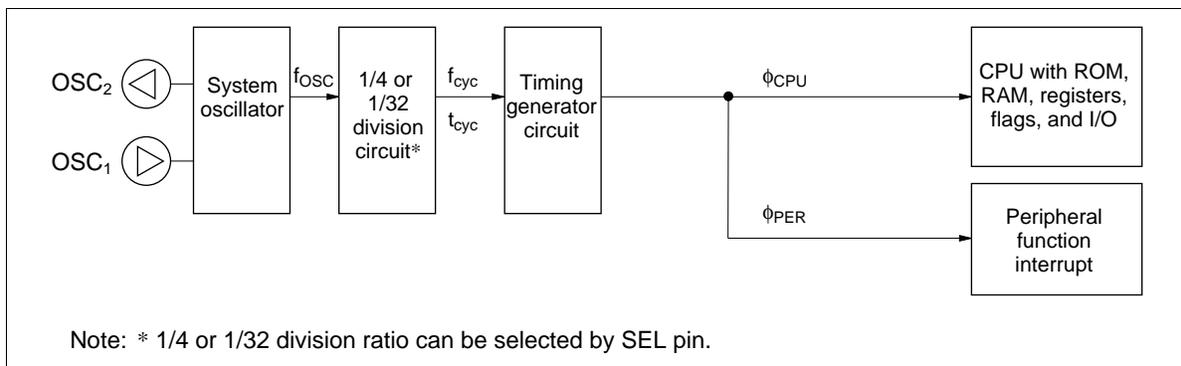 OSC₂
OSC₁
System
oscillator
fOSC
1/4 or
1/32
division
circuit*
fcyc
tcyc
Timing
generator
circuit
ϕCPU
CPU with ROM,
RAM, registers,
flags, and I/O
ϕPER
Peripheral
function
interrupt
Note: * 1/4 or 1/32 division ratio can be selected by SEL pin.